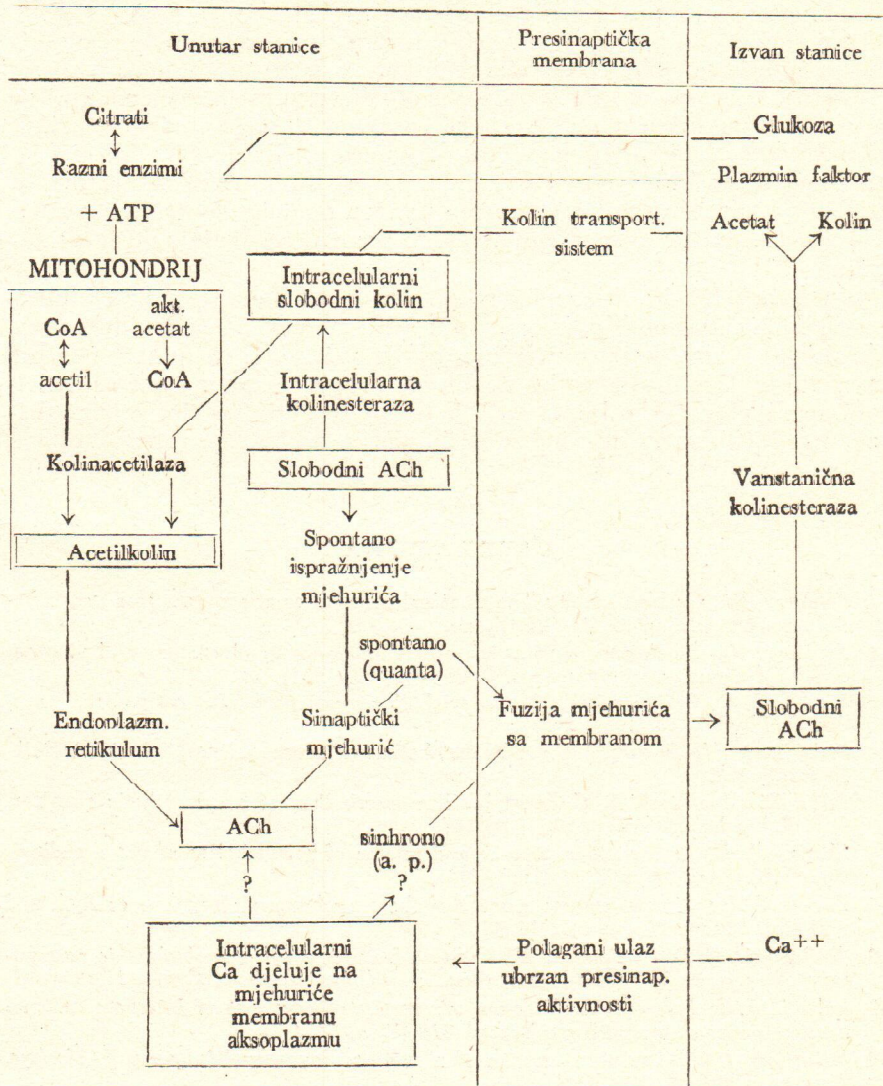 Unutar stanice
Presinaptička
membrana
Izvan stanice
Citrati
Razni enzimi
+ ATP
MITOHONDRIJ
CoA
acetil
akt.
acetat
CoA
Kolinacetilaza
Acetilkolin
Endoplazm.
retikulum
Intracelularni
slobodni kolin
Intracelularna
kolinesteraza
Slobodni ACh
Spontano
ispražnjenje
mjehurića
spontano
(quanta)
Sinaptički
mjehurić
ACh
sinhrono
(a. p.)
?
?
Intracelularni
Ca djeluje na
mjehuriće
membranu
aksoplazmu
Kolin transport.
sistem
Fuzija mjehurića
sa membranom
Polagani ulaz
ubrzan presinap.
aktivnosti
Glukoza
Plazmin faktor
Acetat Kolin
Vanstanična
kolinesteraza
Slobodni
ACh
Ca++